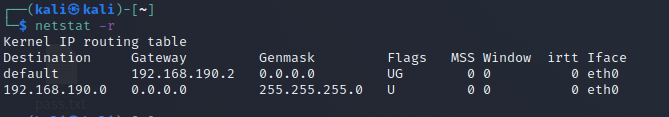 ┌──(kali㉿kali)-[~]
└─$ netstat -r
Kernel IP routing table
Destination     Gateway         Genmask         Flags   MSS Window  irtt Iface
default         192.168.190.2   0.0.0.0         UG        0 0          0 eth0
192.168.190.0   0.0.0.0         255.255.255.0   U         0 0          0 eth0
pass.txt